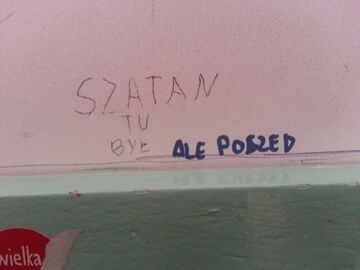 SZATAN
TU
BYŁ ALE POSZED
wielka